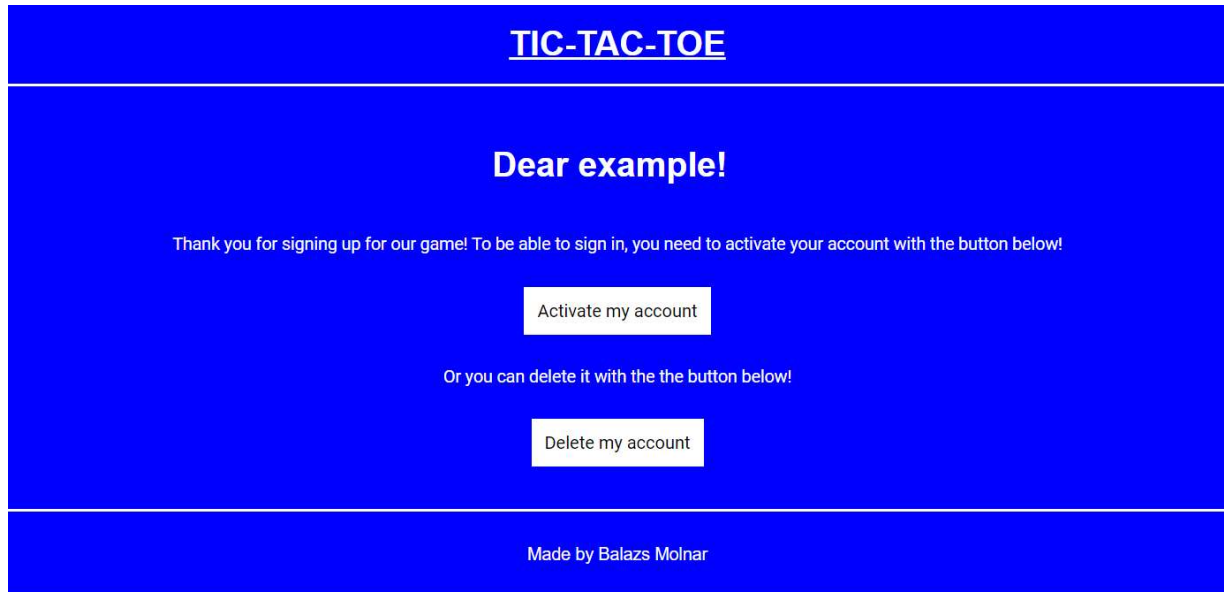 TIC-TAC-TOE
Dear example!
Thank you for signing up for our game! To be able to sign in, you need to activate your account with the button below!
Activate my account
Or you can delete it with the the button below!
Delete my account
Made by Balazs Molnar